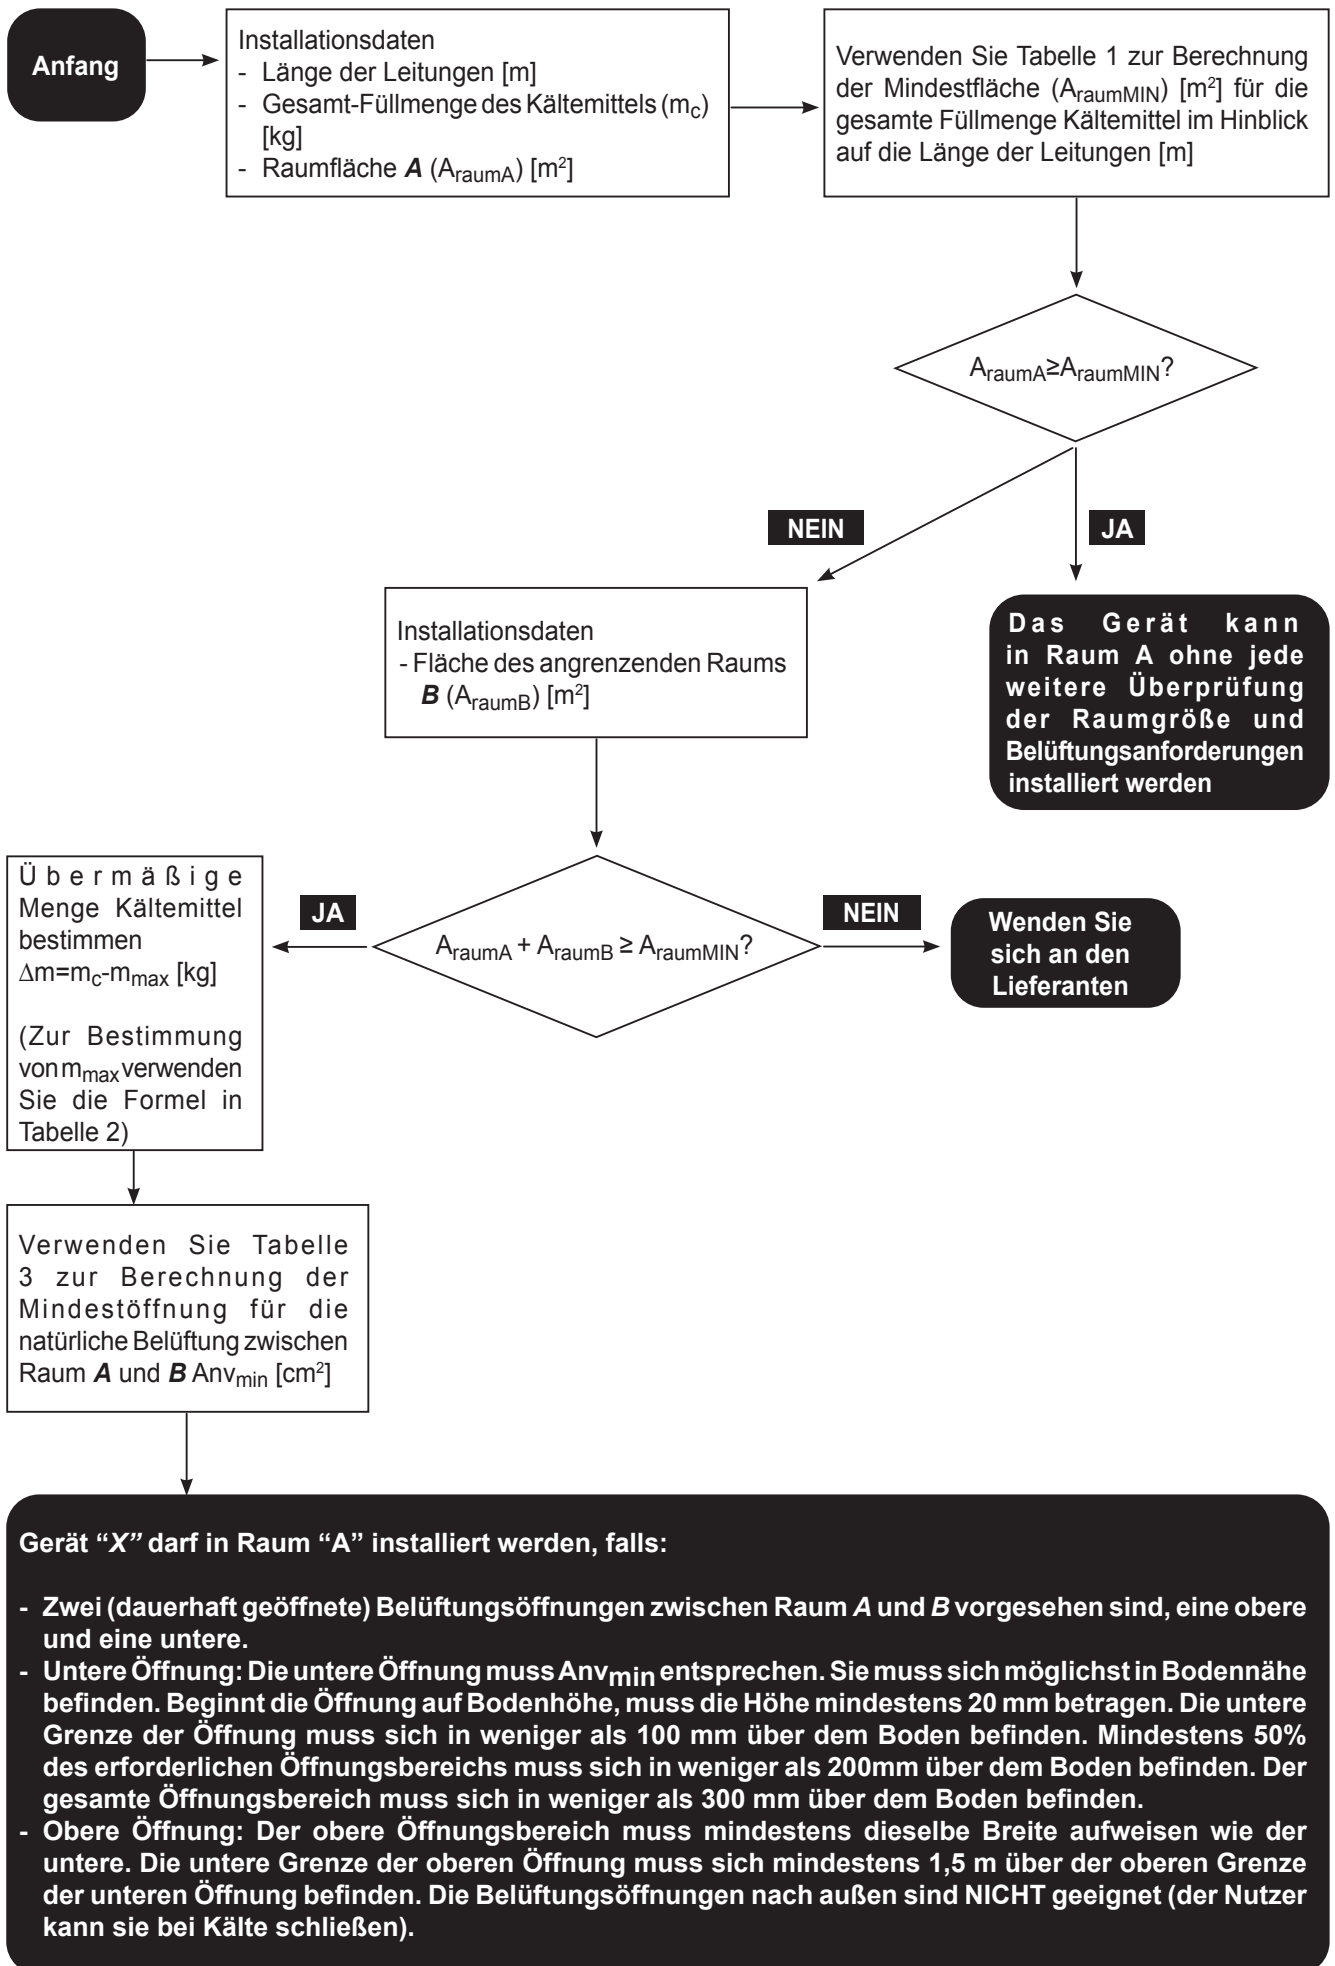 Anfang
Installationsdaten
- Länge der Leitungen [m]
- Gesamt-Füllmenge des Kältemittels (mc)
[kg]
- Raumfläche A (AraumA) [m²]
Verwenden Sie Tabelle 1 zur Berechnung
der Mindestfläche (AraumMIN) [m²] für die
gesamte Füllmenge Kältemittel im Hinblick
auf die Länge der Leitungen [m]
AraumA≥AraumMIN?
NEIN
JA
Das Gerät kann
in Raum A ohne jede
weitere Überprüfung
der Raumgröße und
Belüftungsanforderungen
installiert werden
Installationsdaten
- Fläche des angrenzenden Raums
B (AraumB) [m²]
AraumA + AraumB ≥ AraumMIN?
JA
NEIN
Wenden Sie
sich an den
Lieferanten
Übermäßige
Menge Kältemittel
bestimmen
∆m=mc-mmax [kg]
(Zur Bestimmung
von mmax verwenden
Sie die Formel in
Tabelle 2)
Verwenden Sie Tabelle
3 zur Berechnung der
Mindestöffnung für die
natürliche Belüftung zwischen
Raum A und B Anvmin [cm²]
Gerät “X” darf in Raum “A” installiert werden, falls:
- Zwei (dauerhaft geöffnete) Belüftungsöffnungen zwischen Raum A und B vorgesehen sind, eine obere
und eine untere.
- Untere Öffnung: Die untere Öffnung muss Anvmin entsprechen. Sie muss sich möglichst in Bodennähe
befinden. Beginnt die Öffnung auf Bodenhöhe, muss die Höhe mindestens 20 mm betragen. Die untere
Grenze der Öffnung muss sich in weniger als 100 mm über dem Boden befinden. Mindestens 50%
des erforderlichen Öffnungsbereichs muss sich in weniger als 200mm über dem Boden befinden. Der
gesamte Öffnungsbereich muss sich in weniger als 300 mm über dem Boden befinden.
- Obere Öffnung: Der obere Öffnungsbereich muss mindestens dieselbe Breite aufweisen wie der
untere. Die untere Grenze der oberen Öffnung muss sich mindestens 1,5 m über der oberen Grenze
der unteren Öffnung befinden. Die Belüftungsöffnungen nach außen sind NICHT geeignet (der Nutzer
kann sie bei Kälte schließen).